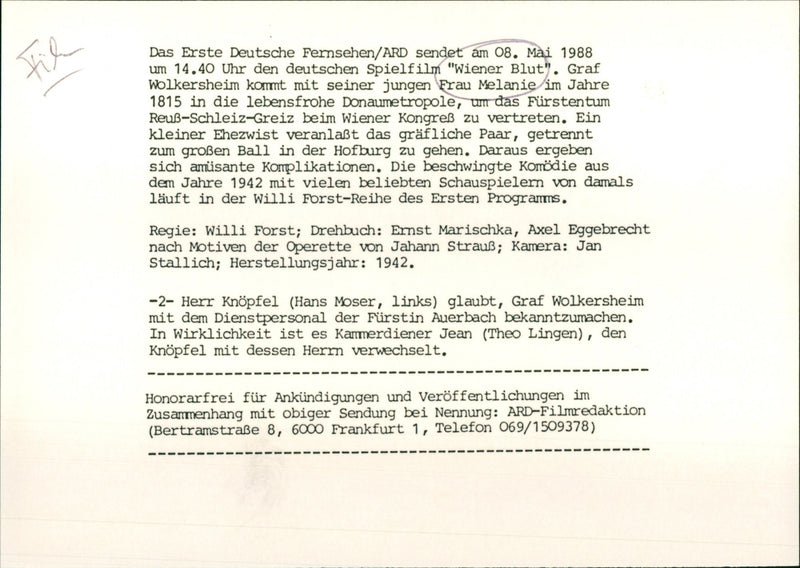 Film
Das Erste Deutsche Fernsehen/ARD sendet am 08. Mai 1988
um 14.40 Uhr den deutschen Spielfilm "Wiener Blut". Graf
Wolkersheim kommt mit seiner jungen Frau Melanie im Jahre
1815 in die lebensfrohe Donaumetropole, um das Fürstentum
Reuß-Schleiz-Greiz beim Wiener Kongreß zu vertreten. Ein
kleiner Ehezwist veranlaßt das gräfliche Paar, getrennt
zum großen Ball in der Hofburg zu gehen. Daraus ergeben
sich amüsante Komplikationen. Die beschwingte Komödie aus
dem Jahre 1942 mit vielen beliebten Schauspielern von damals
läuft in der Willi Forst-Reihe des Ersten Programms.
Regie: Willi Forst; Drehbuch: Ernst Marischka, Axel Eggebrecht
nach Motiven der Operette von Jahann Strauß; Kamera: Jan
Stallich; Herstellungsjahr: 1942.
-2- Herr Knöpfel (Hans Moser, links) glaubt, Graf Wolkersheim
mit dem Dienstpersonal der Fürstin Auerbach bekanntzumachen.
In Wirklichkeit ist es Kammerdiener Jean (Theo Lingen), den
Knöpfel mit dessen Herrn verwechselt.
Honorarfrei für Ankündigungen und Veröffentlichungen im
Zusammenhang mit obiger Sendung bei Nennung: ARD-Filmredaktion
(Bertramstraße 8, 6000 Frankfurt 1, Telefon 069/1509378)